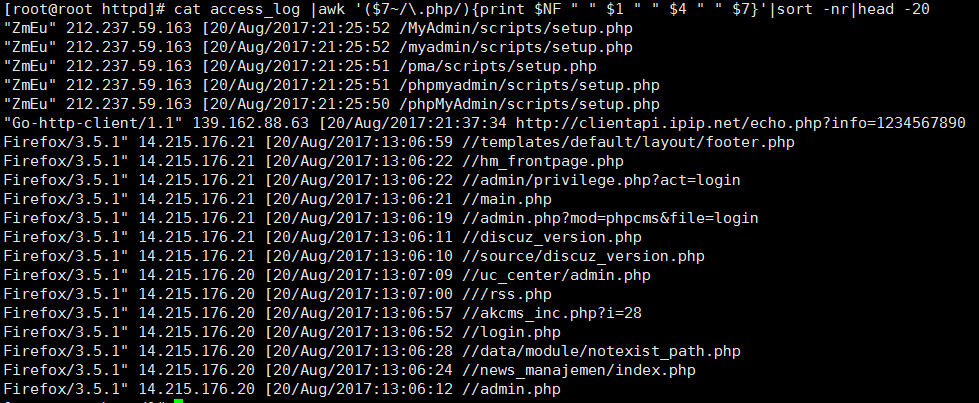 [root@root httpd]# cat access_log |awk '($7~/\.php/){print $NF " " $1 " " $4 " " $7}'|sort -nr|head -20
"ZmEu" 212.237.59.163 [20/Aug/2017:21:25:52 /MyAdmin/scripts/setup.php
"ZmEu" 212.237.59.163 [20/Aug/2017:21:25:52 /myadmin/scripts/setup.php
"ZmEu" 212.237.59.163 [20/Aug/2017:21:25:51 /pma/scripts/setup.php
"ZmEu" 212.237.59.163 [20/Aug/2017:21:25:51 /phpmyadmin/scripts/setup.php
"ZmEu" 212.237.59.163 [20/Aug/2017:21:25:50 /phpMyAdmin/scripts/setup.php
"Go-http-client/1.1" 139.162.88.63 [20/Aug/2017:21:37:34 http://clientapi.ipip.net/echo.php?info=1234567890
Firefox/3.5.1" 14.215.176.21 [20/Aug/2017:13:06:59 //templates/default/layout/footer.php
Firefox/3.5.1" 14.215.176.21 [20/Aug/2017:13:06:22 //hm_frontpage.php
Firefox/3.5.1" 14.215.176.21 [20/Aug/2017:13:06:22 //admin/privilege.php?act=login
Firefox/3.5.1" 14.215.176.21 [20/Aug/2017:13:06:21 //main.php
Firefox/3.5.1" 14.215.176.21 [20/Aug/2017:13:06:19 //admin.php?mod=phpcms&file=login
Firefox/3.5.1" 14.215.176.21 [20/Aug/2017:13:06:11 //discuz_version.php
Firefox/3.5.1" 14.215.176.21 [20/Aug/2017:13:06:10 //source/discuz_version.php
Firefox/3.5.1" 14.215.176.20 [20/Aug/2017:13:07:09 //uc_center/admin.php
Firefox/3.5.1" 14.215.176.20 [20/Aug/2017:13:07:00 ///rss.php
Firefox/3.5.1" 14.215.176.20 [20/Aug/2017:13:06:57 //akcms_inc.php?i=28
Firefox/3.5.1" 14.215.176.20 [20/Aug/2017:13:06:52 //login.php
Firefox/3.5.1" 14.215.176.20 [20/Aug/2017:13:06:28 //data/module/notexist_path.php
Firefox/3.5.1" 14.215.176.20 [20/Aug/2017:13:06:24 //news_manajemen/index.php
Firefox/3.5.1" 14.215.176.20 [20/Aug/2017:13:06:12 //admin.php